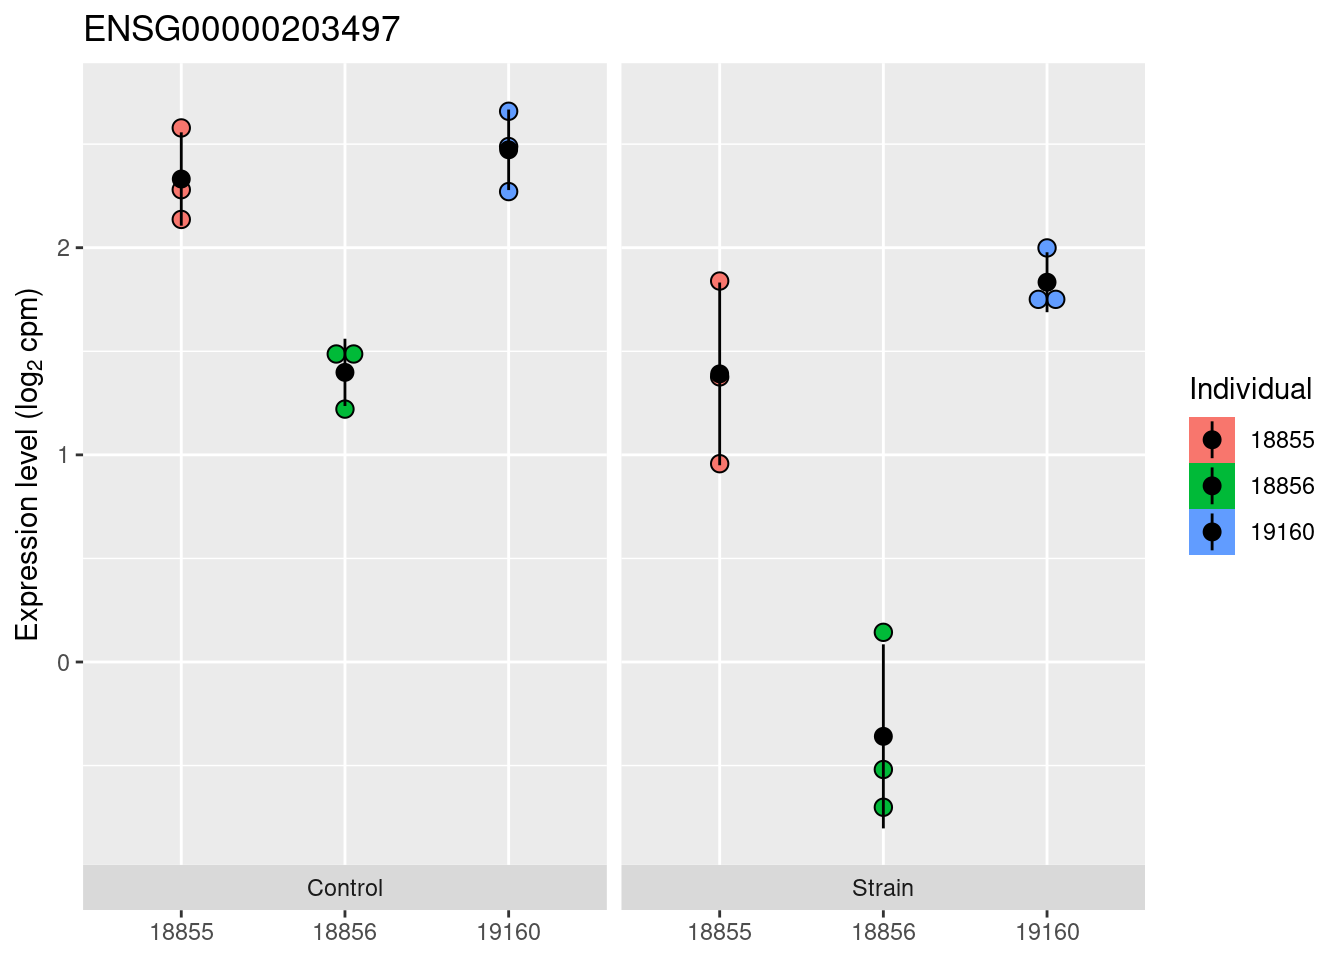 ENSG00000203497
Expression level (log₂ cpm)
2
1
0
Control
Strain
18855 18856 19160
18855 18856 19160
Individual
18855
18856
19160